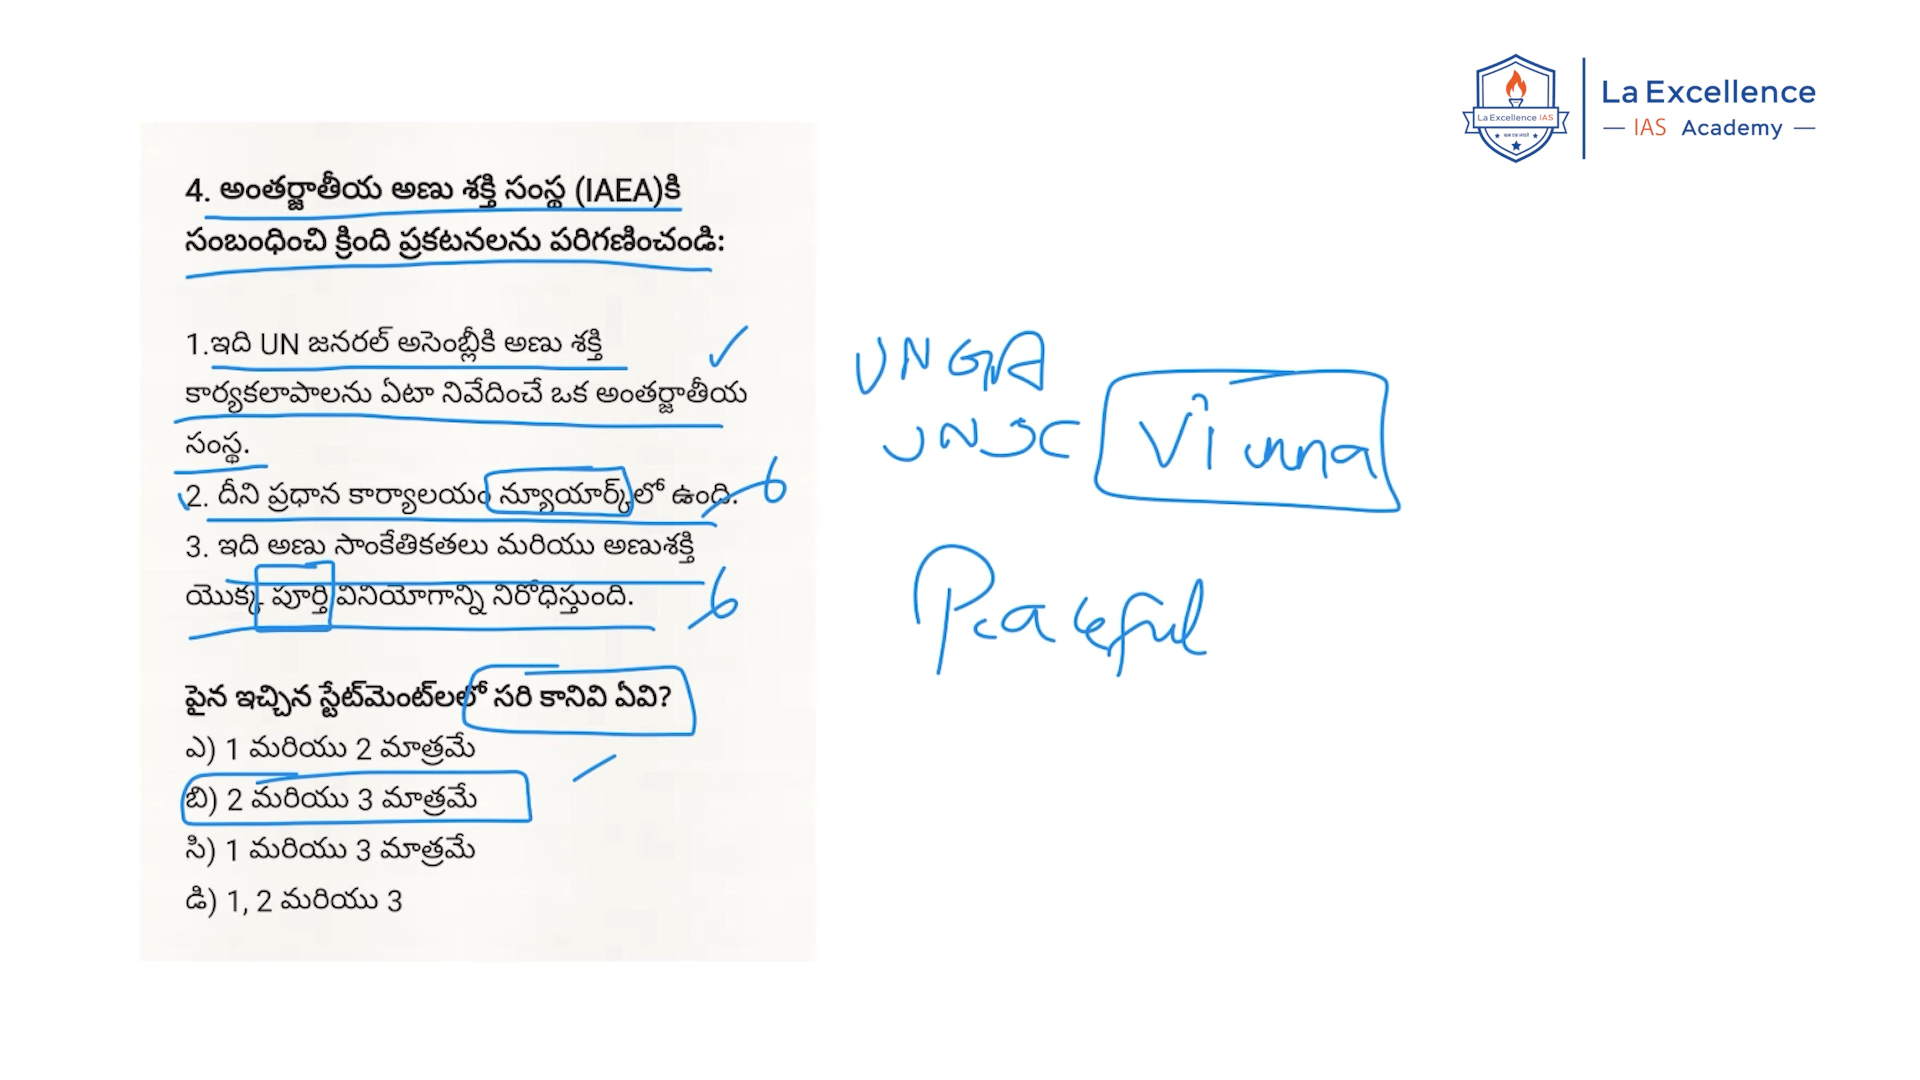 La Excellence
La Excellence IAS
IAS Academy
4. అంతర్జాతీయ అణు శక్తి సంస్థ (IAEA)కి
సంబంధించి క్రింది ప్రకటనలను పరిగణించండి:
1.ఇది UN జనరల్ అసెంబ్లీకి అణు శక్తి
కార్యకలాపాలను ఏటా నివేదించే ఒక అంతర్జాతీయ
సంస్థ.
2. దీని ప్రధాన కార్యాలయం న్యూయార్క్‌లో ఉంది.
3. ఇది అణు సాంకేతికతలు మరియు అణుశక్తి
యొక్క పూర్తి వినియోగాన్ని నిరోధిస్తుంది.
పైన ఇచ్చిన స్టేట్‌మెంట్‌లలో సరి కానివి ఏవి?
ఎ) 1 మరియు 2 మాత్రమే
బి) 2 మరియు 3 మాత్రమే
సి) 1 మరియు 3 మాత్రమే
డి) 1, 2 మరియు 3
UNGA
UNSC
Vienna
Peaceful